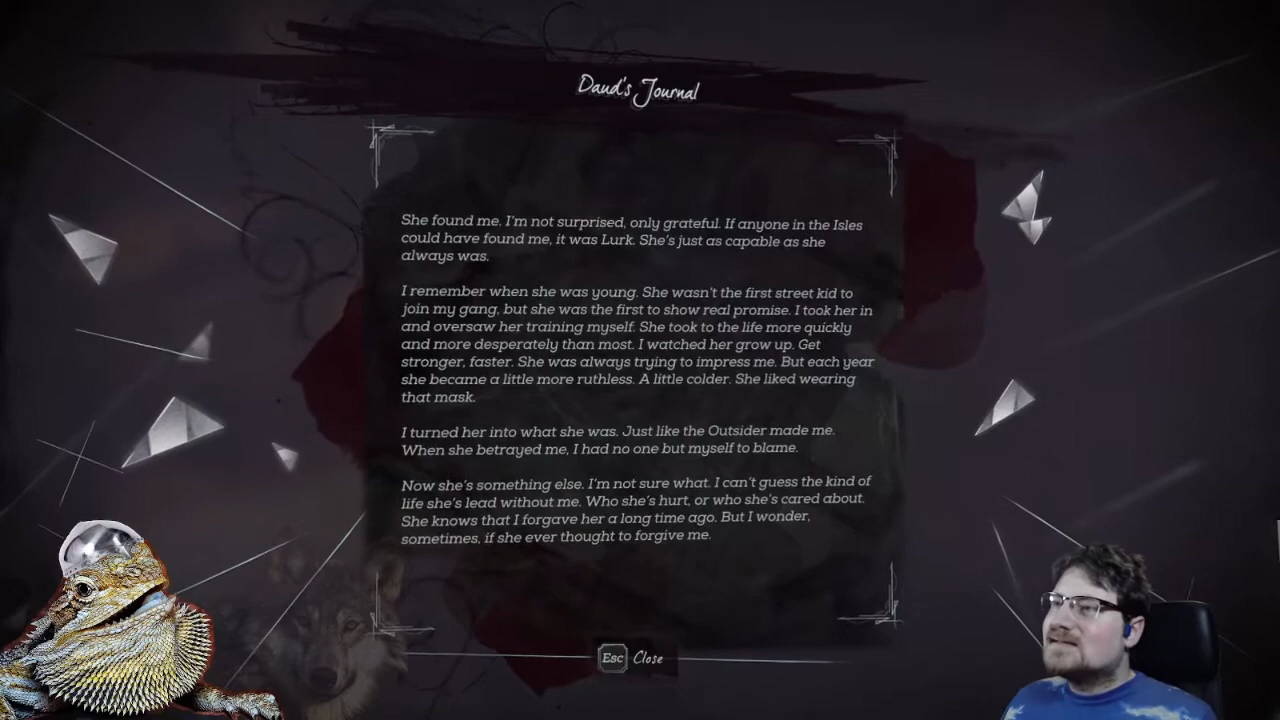 Daud's Journal
She found me. I'm not surprised, only grateful. If anyone in the Isles
could have found me, it was Lurk. She's just as capable as she
always was.
I remember when she was young. She wasn't the first street kid to
join my gang, but she was the first to show real promise. I took her in
and oversaw her training myself. She took to the life more quickly
and more desperately than most. I watched her grow up. Get
stronger, faster. She was always trying to impress me. But each year
she became a little more ruthless. A little colder. She liked wearing
that mask.
I turned her into what she was. Just like the Outsider made me.
When she betrayed me, I had no one but myself to blame.
Now she's something else. I'm not sure what. I can't guess the kind of
life she's lead without me. Who she's hurt, or who she's cared about.
She knows that I forgave her a long time ago. But I wonder,
sometimes, if she ever thought to forgive me.
Esc Close